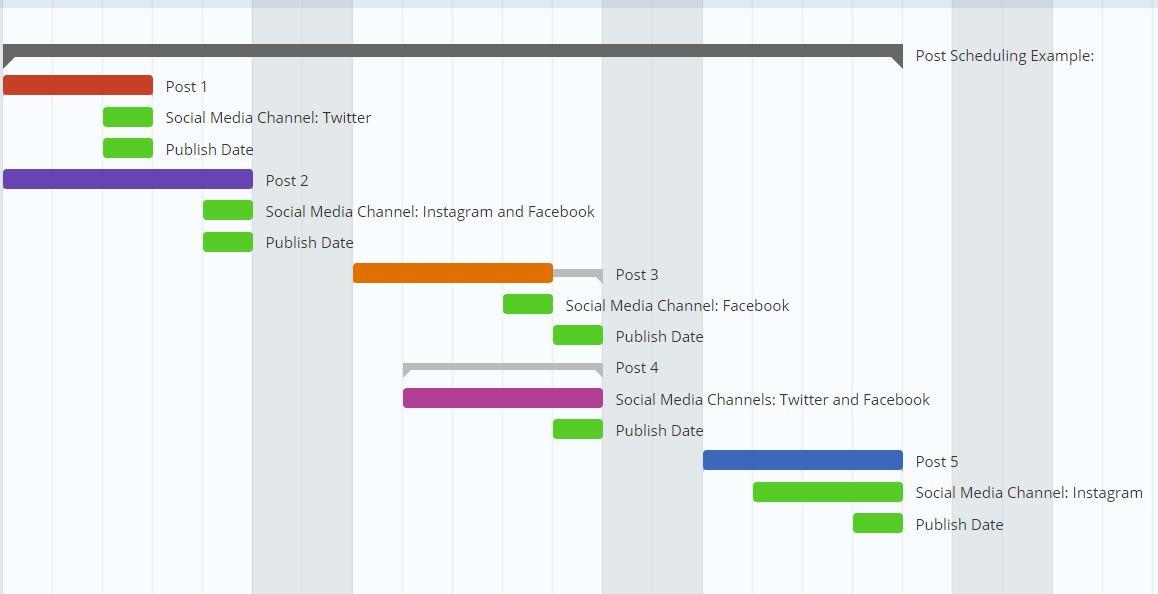 Post Scheduling Example:
Post 1
Social Media Channel: Twitter
Publish Date
Post 2
Social Media Channel: Instagram and Facebook
Publish Date
Post 3
Social Media Channel: Facebook
Publish Date
Post 4
Social Media Channels: Twitter and Facebook
Publish Date
Post 5
Social Media Channel: Instagram
Publish Date